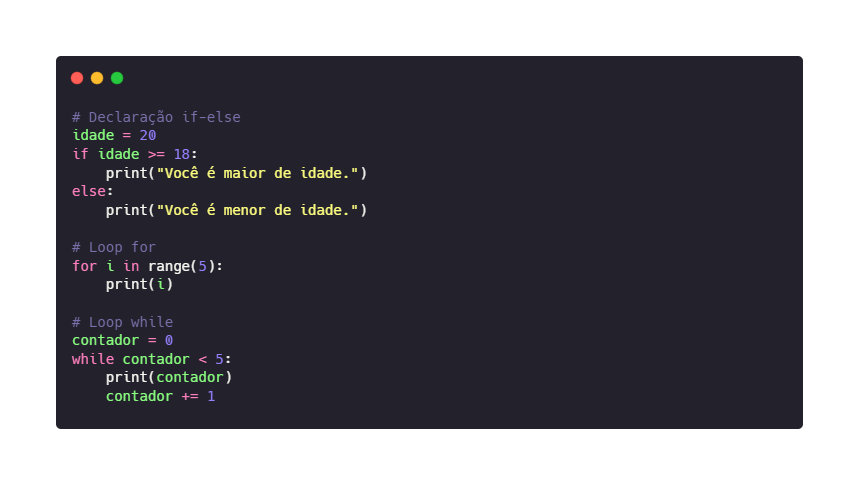 # Declaração if-else
idade = 20
if idade >= 18:
    print("Você é maior de idade.")
else:
    print("Você é menor de idade.")

# Loop for
for i in range(5):
    print(i)

# Loop while
contador = 0
while contador < 5:
    print(contador)
    contador += 1